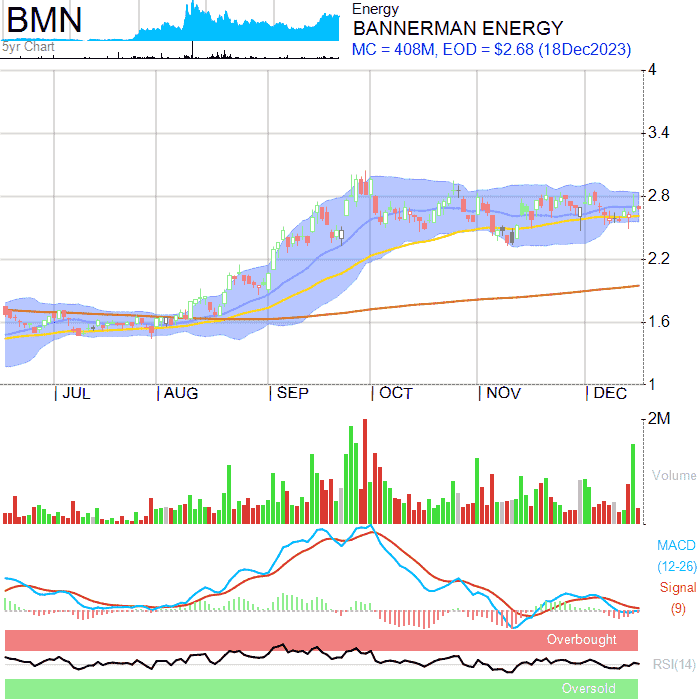 BMN
5yr Chart
Energy
BANNERMAN ENERGY
MC = 408M, EOD = $2.68 (18Dec2023)
4
3.4
2.8
2.2
1.6
1
JUL
AUG
SEP
OCT
NOV
DEC
2M
Volume
MACD
(12-26)
Signal
(9)
Overbought
RSI(14)
Oversold